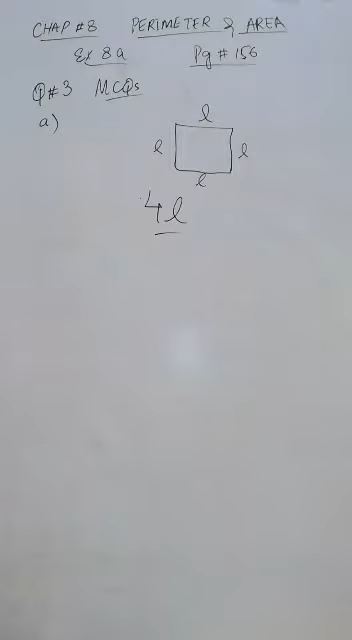 CHAP #8 PERIMETER & AREA
Ex 8a Pg # 156
Q#3 MCQs
a)
l
l l
l
4l